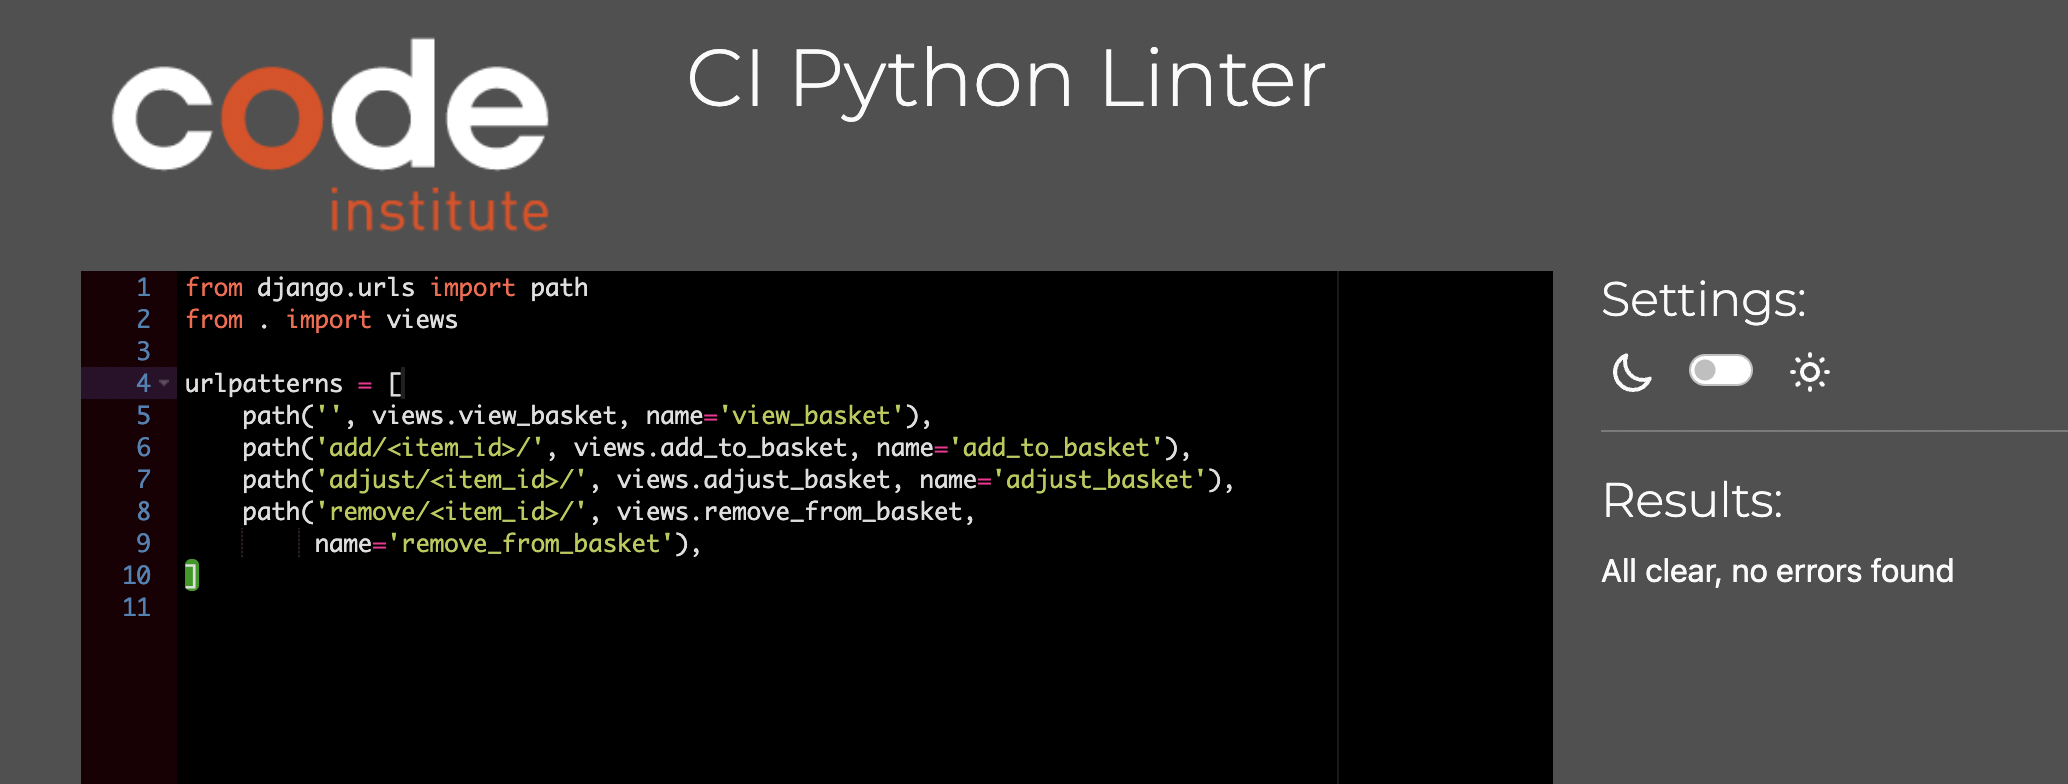 code
institute
CI Python Linter
1 from django.urls import path
2 from . import views
3
4 urlpatterns = [
5     path('', views.view_basket, name='view_basket'),
6     path('add/<item_id>/', views.add_to_basket, name='add_to_basket'),
7     path('adjust/<item_id>/', views.adjust_basket, name='adjust_basket'),
8     path('remove/<item_id>/', views.remove_from_basket,
9          name='remove_from_basket'),
10 ]
11
Settings:
Results:
All clear, no errors found